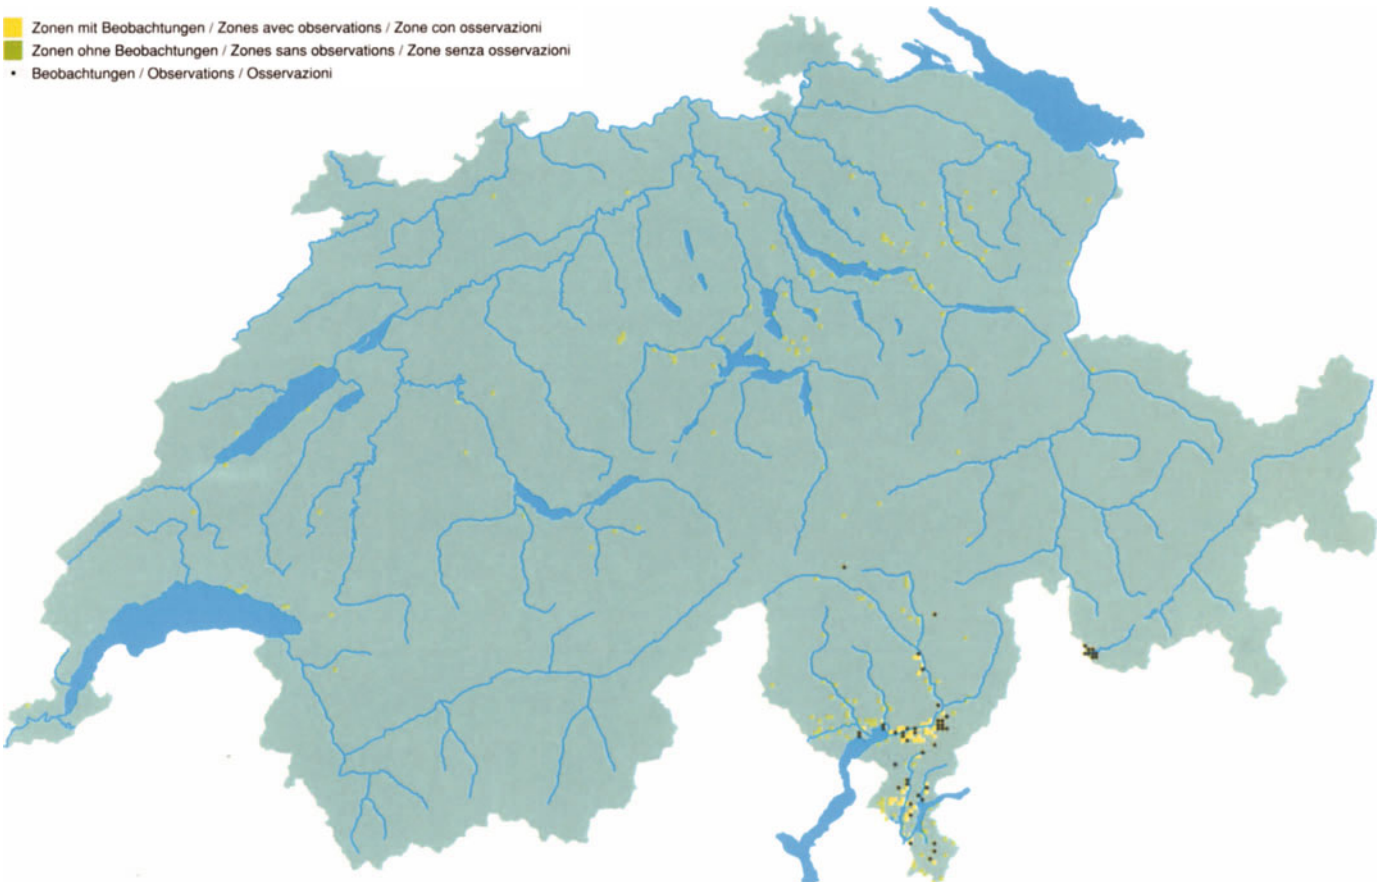 Zonen mit Beobachtungen / Zones avec observations / Zone con osservazioni
Zonen ohne Beobachtungen / Zones sans observations / Zone senza osservazioni
Beobachtungen / Observations / Osservazioni